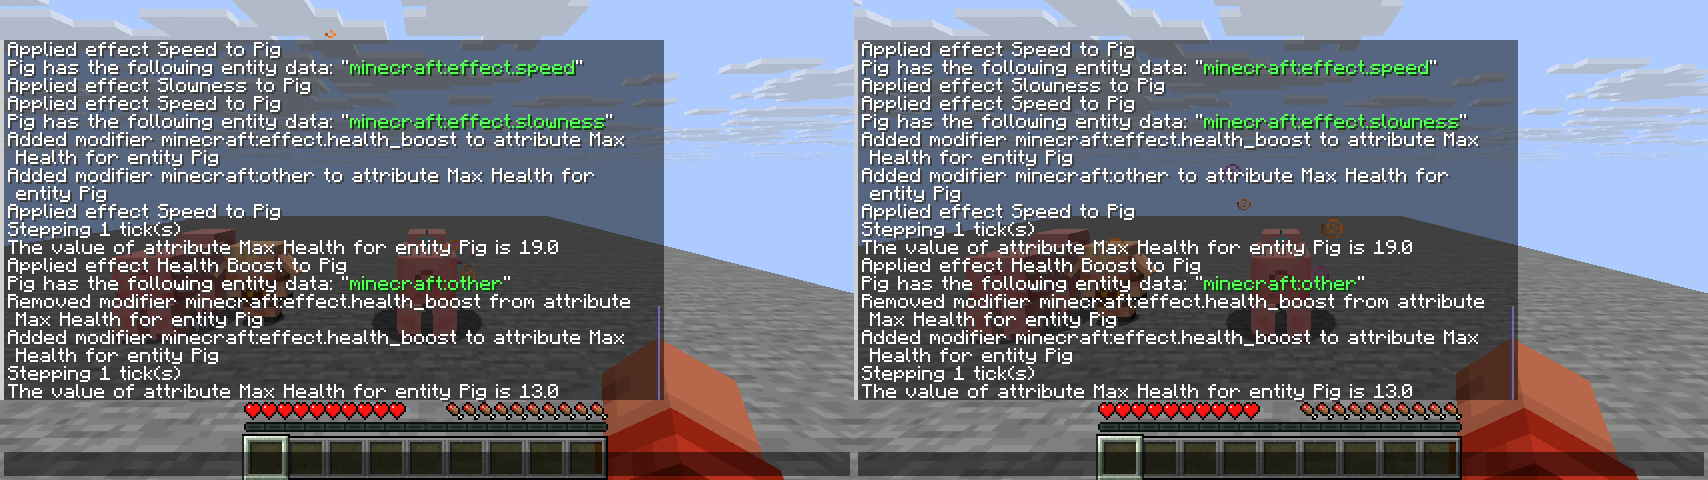 Applied effect Speed to Pig
Pig has the following entity data: "minecraft:effect.speed"
Applied effect Slowness to Pig
Applied effect Speed to Pig
Pig has the following entity data: "minecraft:effect.slowness"
Added modifier minecraft:effect.health_boost to attribute Max
Health for entity Pig
Added modifier minecraft:other to attribute Max Health for
entity Pig
Applied effect Speed to Pig
Stepping 1 tick(s)
The value of attribute Max Health for entity Pig is 19.0
Applied effect Health Boost to Pig
Pig has the following entity data: "minecraft:other"
Removed modifier minecraft:effect.health_boost from attribute
Max Health for entity Pig
Added modifier minecraft:effect.health_boost to attribute Max
Health for entity Pig
Stepping 1 tick(s)
The value of attribute Max Health for entity Pig is 13.0
Applied effect Speed to Pig
Pig has the following entity data: "minecraft:effect.speed"
Applied effect Slowness to Pig
Applied effect Speed to Pig
Pig has the following entity data: "minecraft:effect.slowness"
Added modifier minecraft:effect.health_boost to attribute Max
Health for entity Pig
Added modifier minecraft:other to attribute Max Health for
entity Pig
Applied effect Speed to Pig
Stepping 1 tick(s)
The value of attribute Max Health for entity Pig is 19.0
Applied effect Health Boost to Pig
Pig has the following entity data: "minecraft:other"
Removed modifier minecraft:effect.health_boost from attribute
Max Health for entity Pig
Added modifier minecraft:effect.health_boost to attribute Max
Health for entity Pig
Stepping 1 tick(s)
The value of attribute Max Health for entity Pig is 13.0